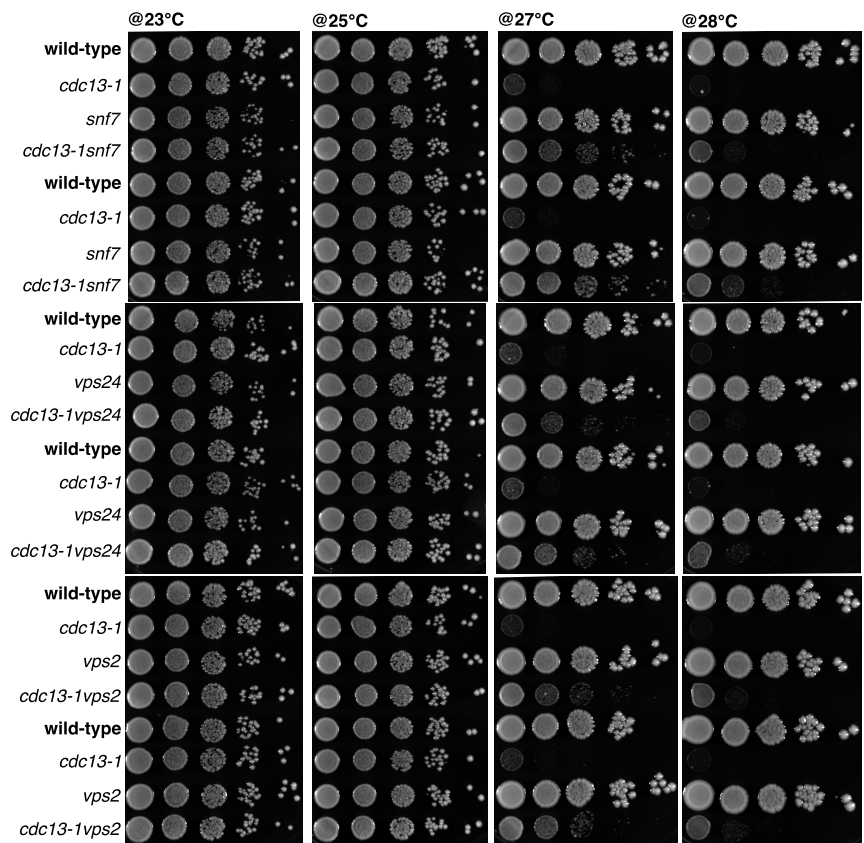 @23°C @25°C @27°C @28°C
wild-type
cdc13-1
snf7
cdc13-1snf7
wild-type
cdc13-1
snf7
cdc13-1snf7
wild-type
cdc13-1
vps24
cdc13-1vps24
wild-type
cdc13-1
vps24
cdc13-1vps24
wild-type
cdc13-1
vps2
cdc13-1vps2
wild-type
cdc13-1
vps2
cdc13-1vps2